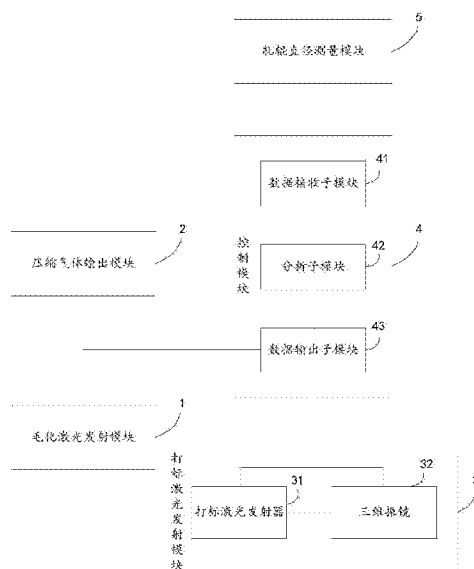 5
轧辊直径测量模块
41
数据接收子模块
2
压缩气体输出模块
控制模块
42
4
分析子模块
43
数据输出子模块
1
毛化激光发射模块
打标激光发射模块
31
打标激光发射器
32
三维振镜